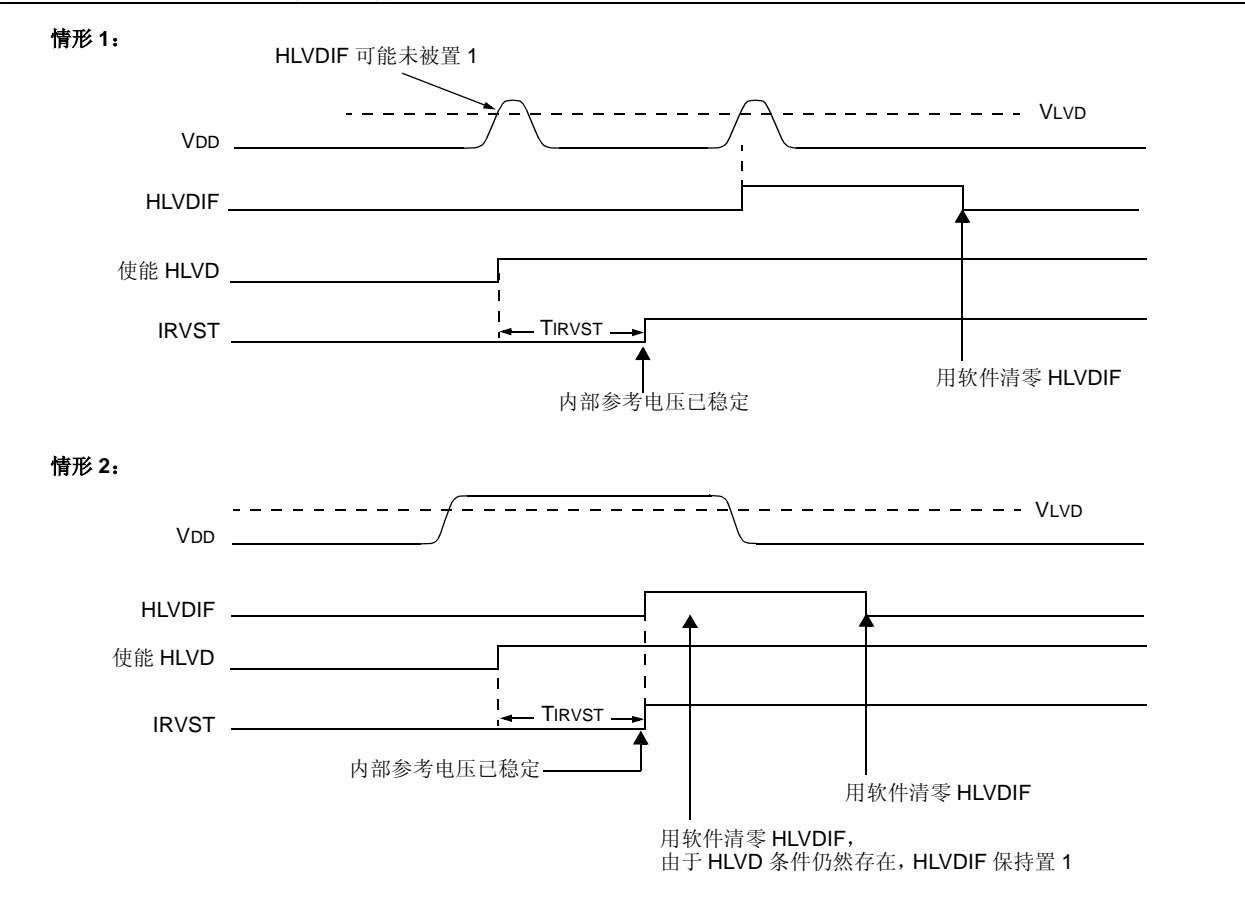 情形 1：
HLVDIF 可能未被置 1
VLVD
VDD
HLVDIF
使能 HLVD
TIRVST
IRVST
用软件清零 HLVDIF
内部参考电压已稳定
情形 2：
VLVD
VDD
HLVDIF
使能 HLVD
TIRVST
IRVST
内部参考电压已稳定
用软件清零 HLVDIF
用软件清零 HLVDIF，
由于 HLVD 条件仍然存在，HLVDIF 保持置 1